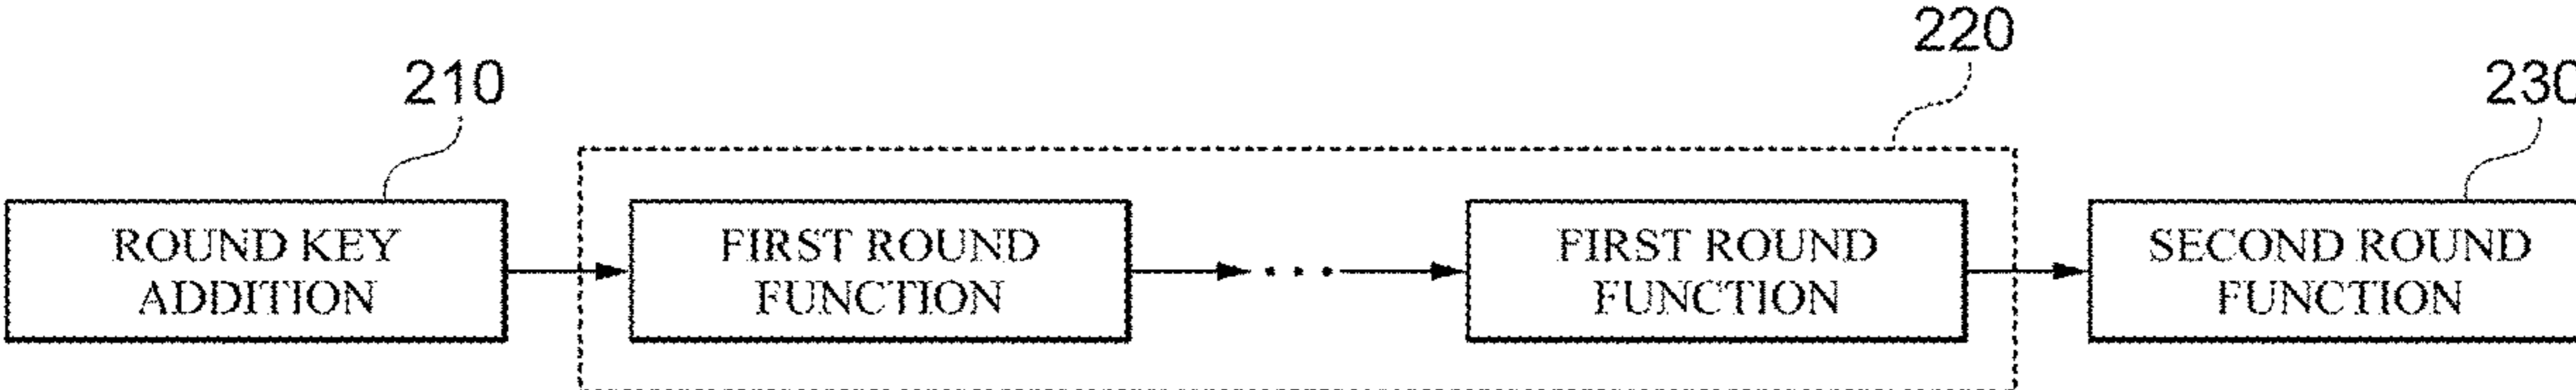 220
210
230
ROUND KEY
ADDITION
FIRST ROUND
FUNCTION
...
FIRST ROUND
FUNCTION
SECOND ROUND
FUNCTION